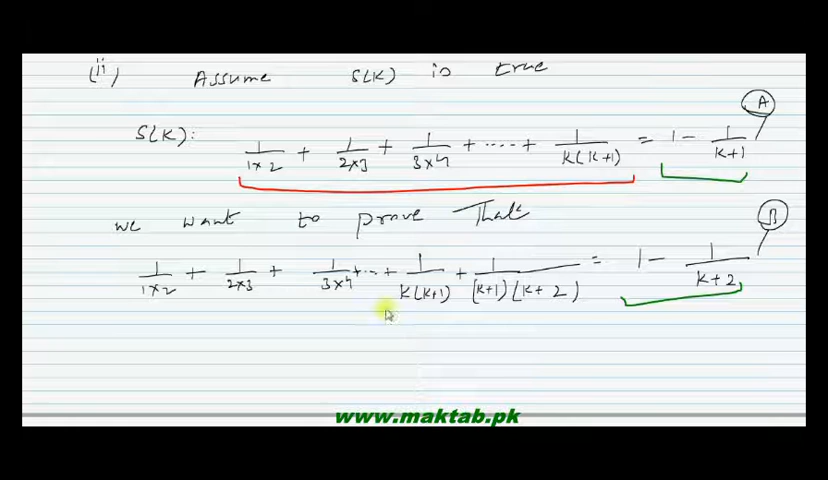 (ii) Assume S(K) is true
A
S(K): 1/1×2 + 1/2×3 + 1/3×4 + ···· + 1/K(K+1) = 1 - 1/K+1
we want to prove That
B
1/1×2 + 1/2×3 + 1/3×4 + ··· + 1/K(K+1) + 1/(K+1)(K+2) = 1 - 1/K+2
www.maktab.pk